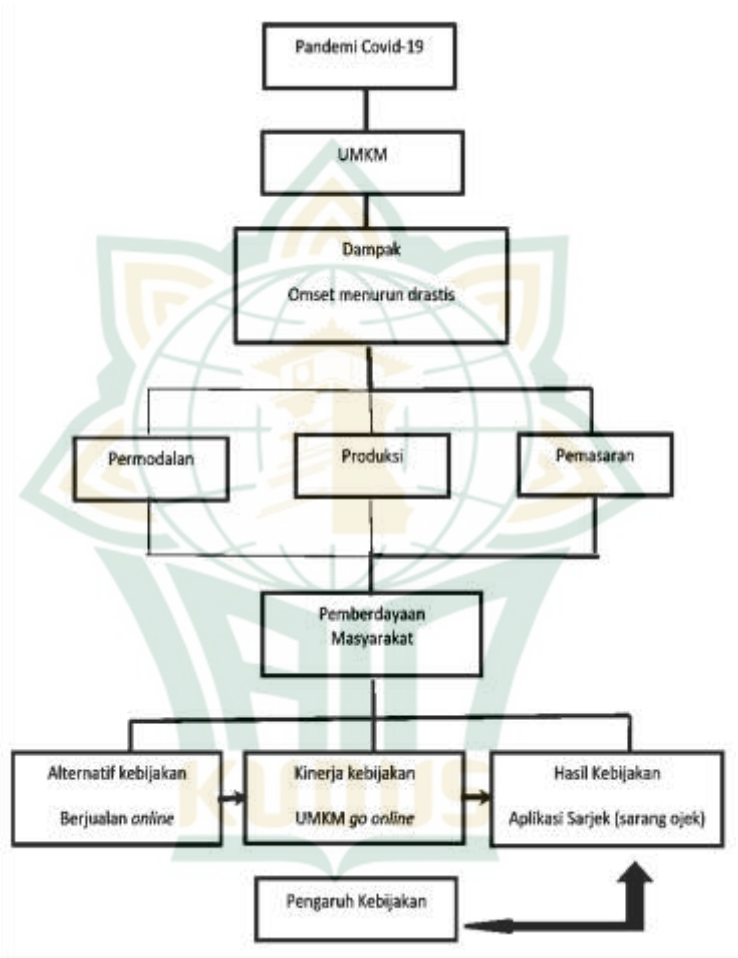 Pandemi Covid-19
UMKM
Dampak
Omset menurun drastis
Permodalan
Produksi
Pemasaran
Pemberdayaan
Masyarakat
Alternatif kebijakan
Berjualan online
Kinerja kebijakan
UMKM go online
Hasil Kebijakan
Aplikasi Sarjek (sarang ojek)
KUDUS
Pengaruh Kebijakan